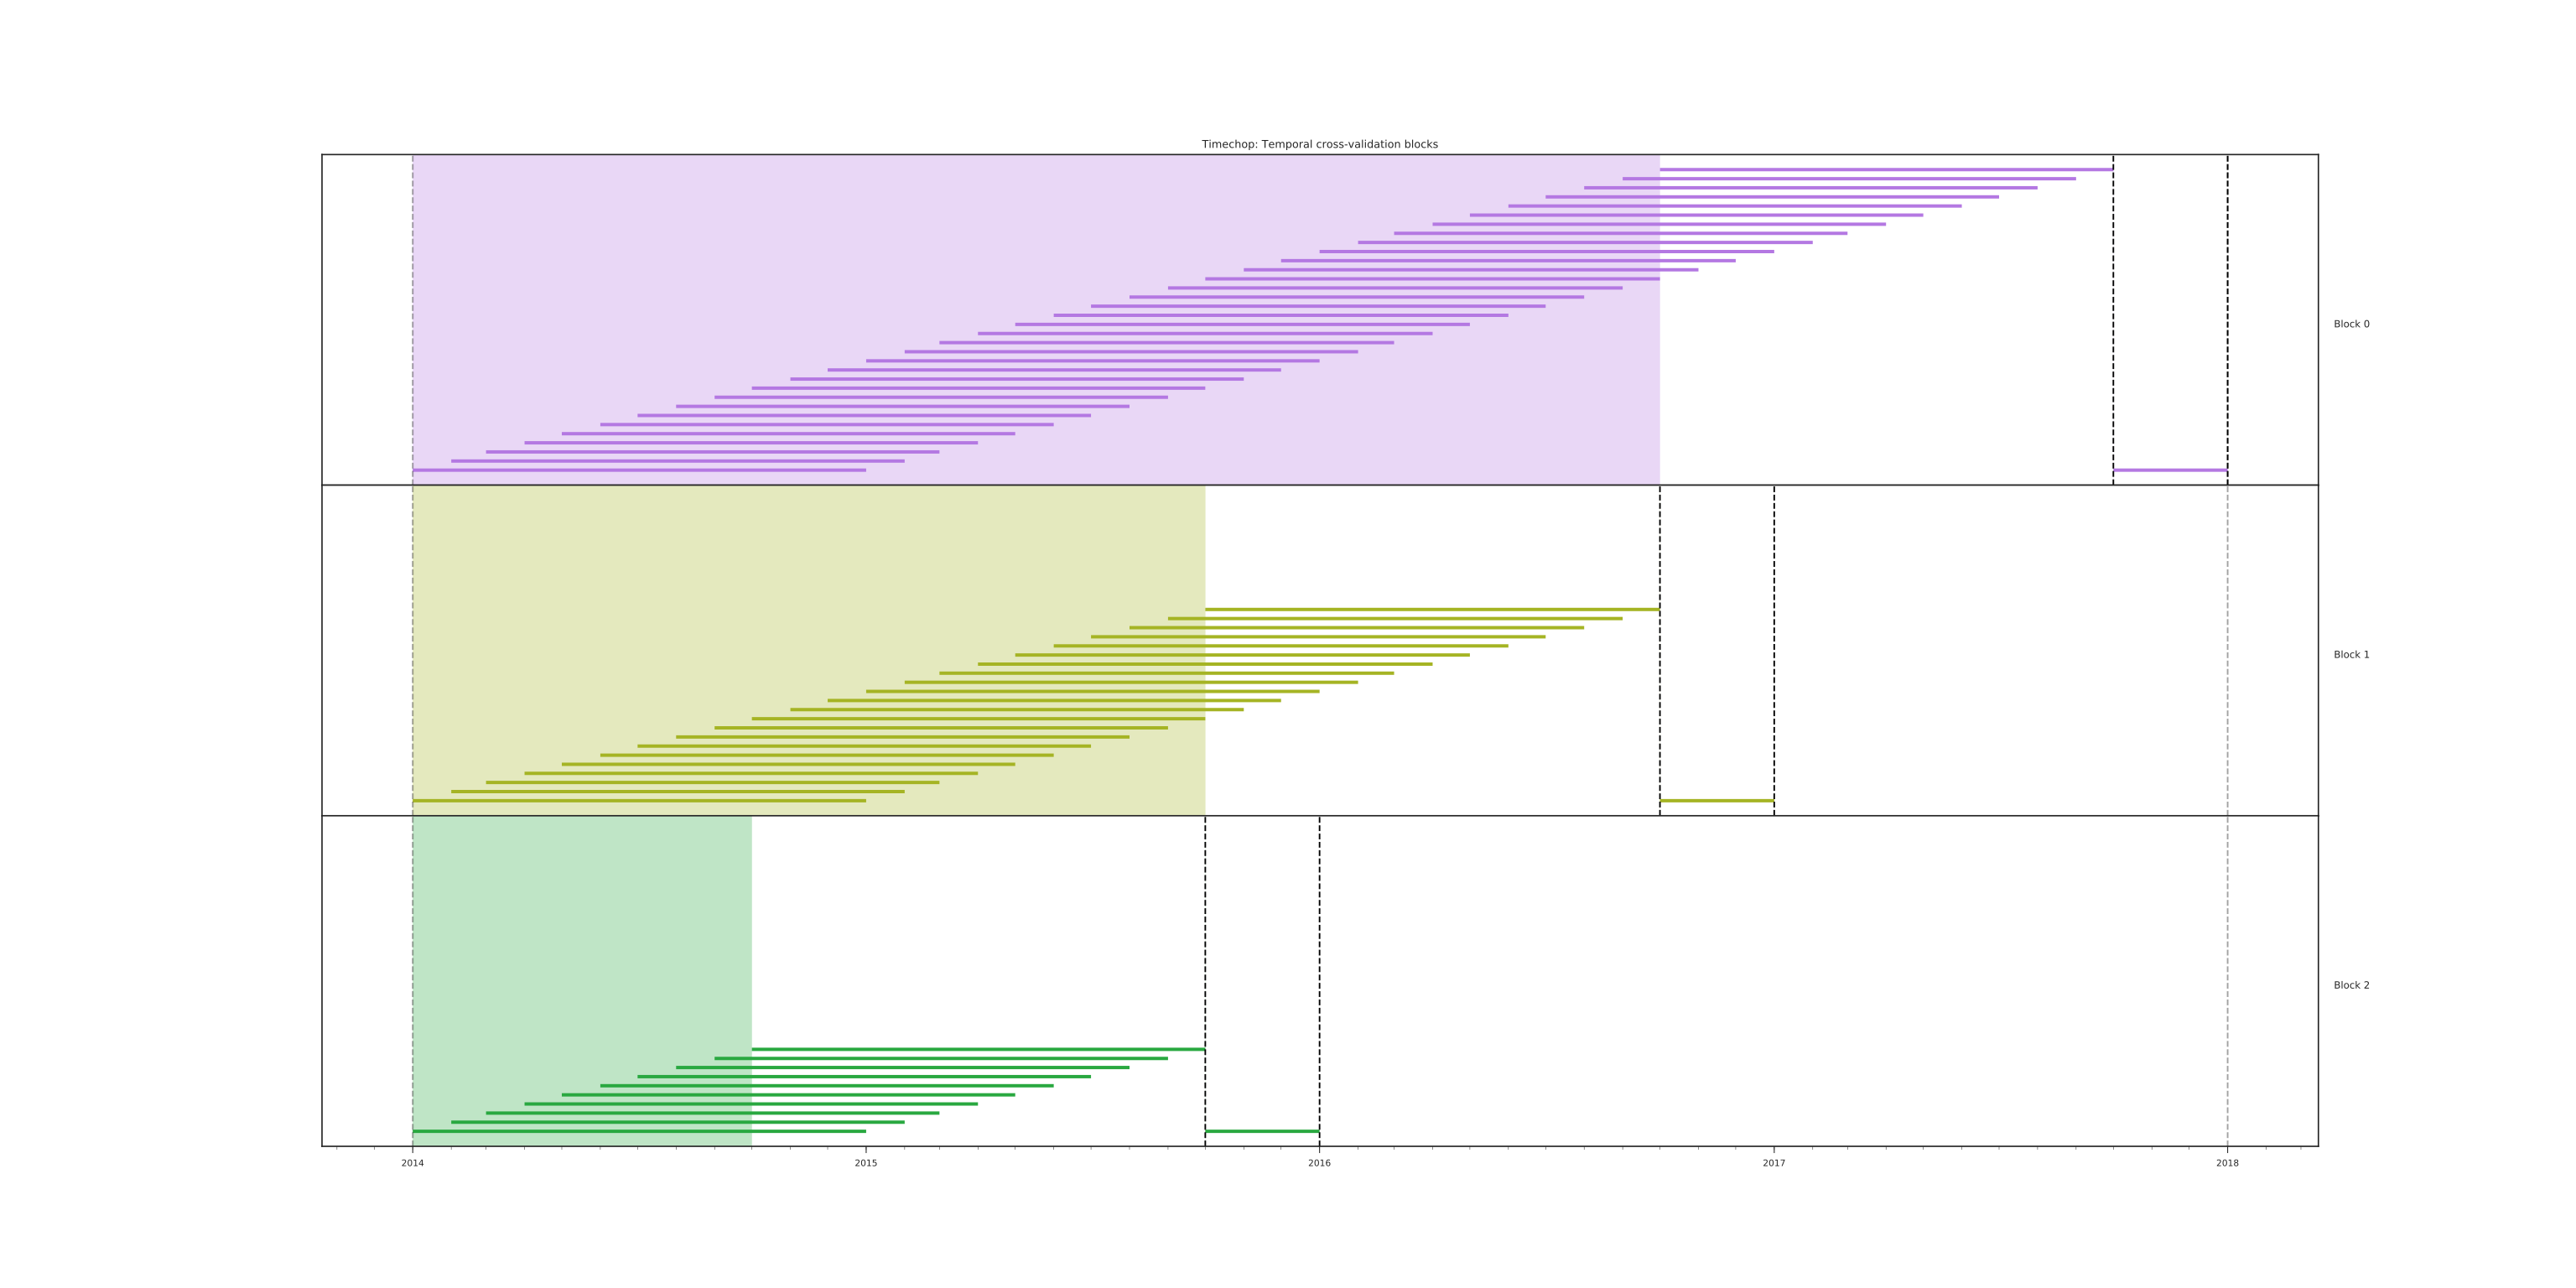 Timechop: Temporal cross-validation blocks
Block 0
Block 1
Block 2
2014
2015
2016
2017
2018